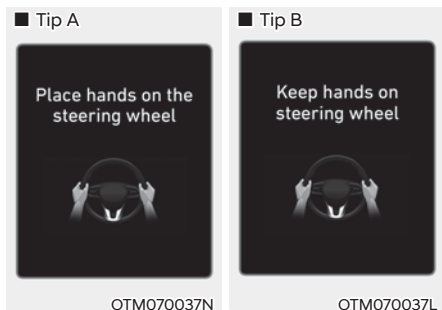 ■ Tip A
Place hands on the
steering wheel
OTM070037N
■ Tip B
Keep hands on
steering wheel
OTM070037L